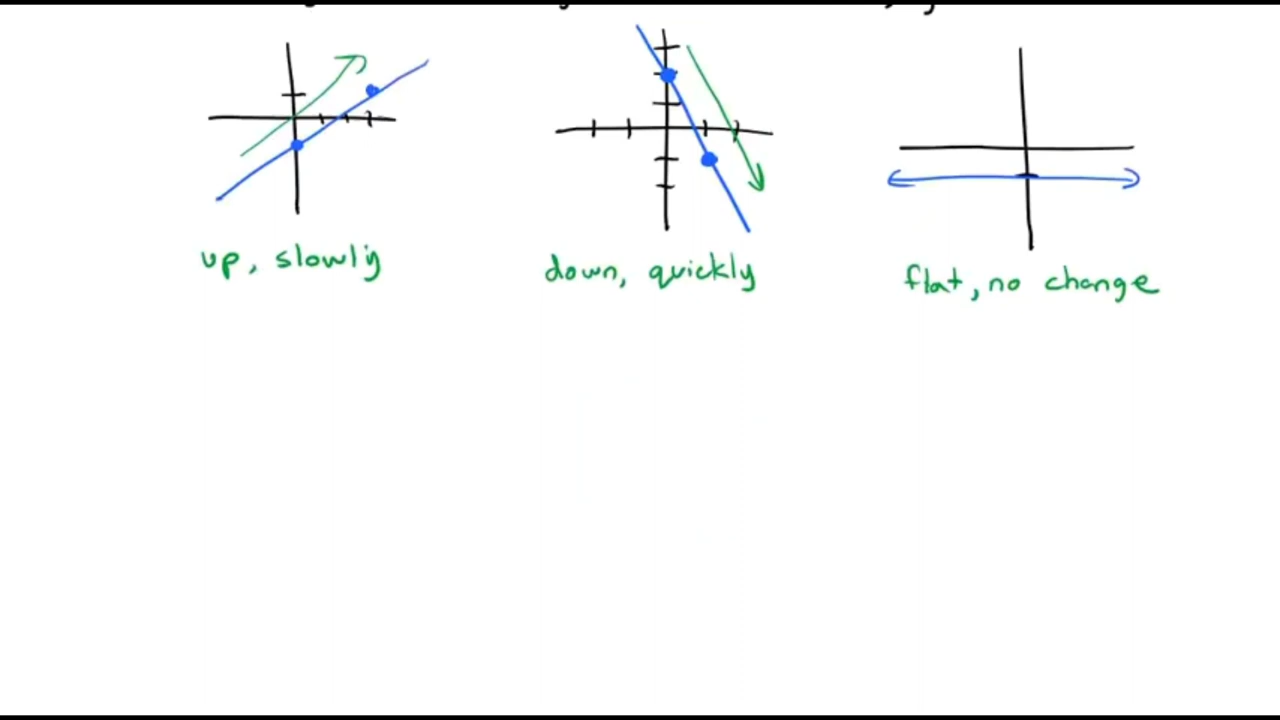 up, slowly
down, quickly
flat, no change